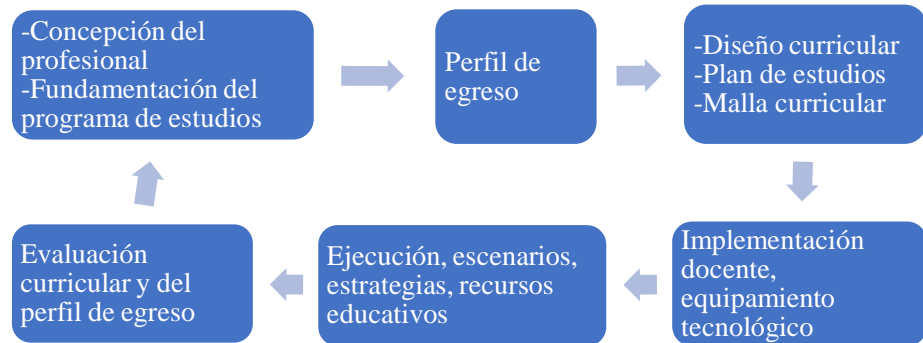 -Concepción del
profesional
-Fundamentación del
programa de estudios
Perfil de
egreso
-Diseño curricular
-Plan de estudios
-Malla curricular
Implementación
docente,
equipamiento
tecnológico
Ejecución, escenarios,
estrategias, recursos
educativos
Evaluación
curricular y del
perfil de egreso